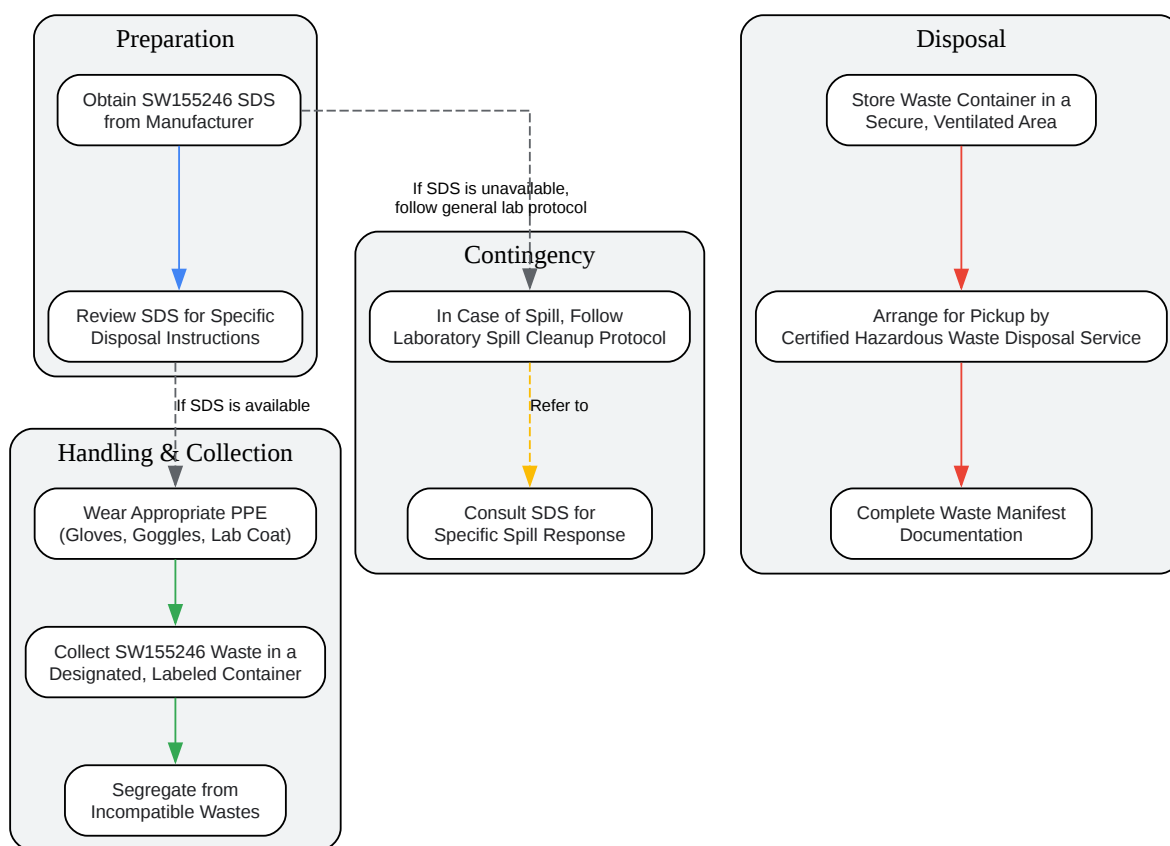 Preparation
Obtain SW155246 SDS
from Manufacturer
Review SDS for Specific
Disposal Instructions
If SDS is available
Handling & Collection
Wear Appropriate PPE
(Gloves, Goggles, Lab Coat)
Collect SW155246 Waste in a
Designated, Labeled Container
Segregate from
Incompatible Wastes
If SDS is unavailable,
follow general lab protocol
Contingency
In Case of Spill, Follow
Laboratory Spill Cleanup Protocol
Refer to
Consult SDS for
Specific Spill Response
Disposal
Store Waste Container in a
Secure, Ventilated Area
Arrange for Pickup by
Certified Hazardous Waste Disposal Service
Complete Waste Manifest
Documentation